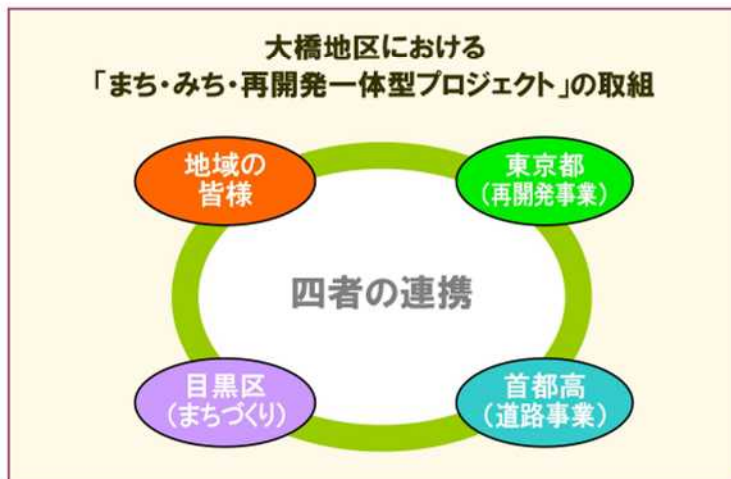 大橋地区における
「まち・みち・再開発一体型プロジェクト」の取組
地域の
皆様
東京都
（再開発事業）
四者の連携
目黒区
（まちづくり）
首都高
（道路事業）